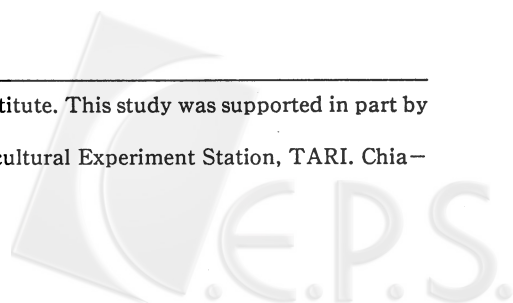 titute. This study was supported in part by
cultural Experiment Station, TARI. Chia—
C.E.P.S.